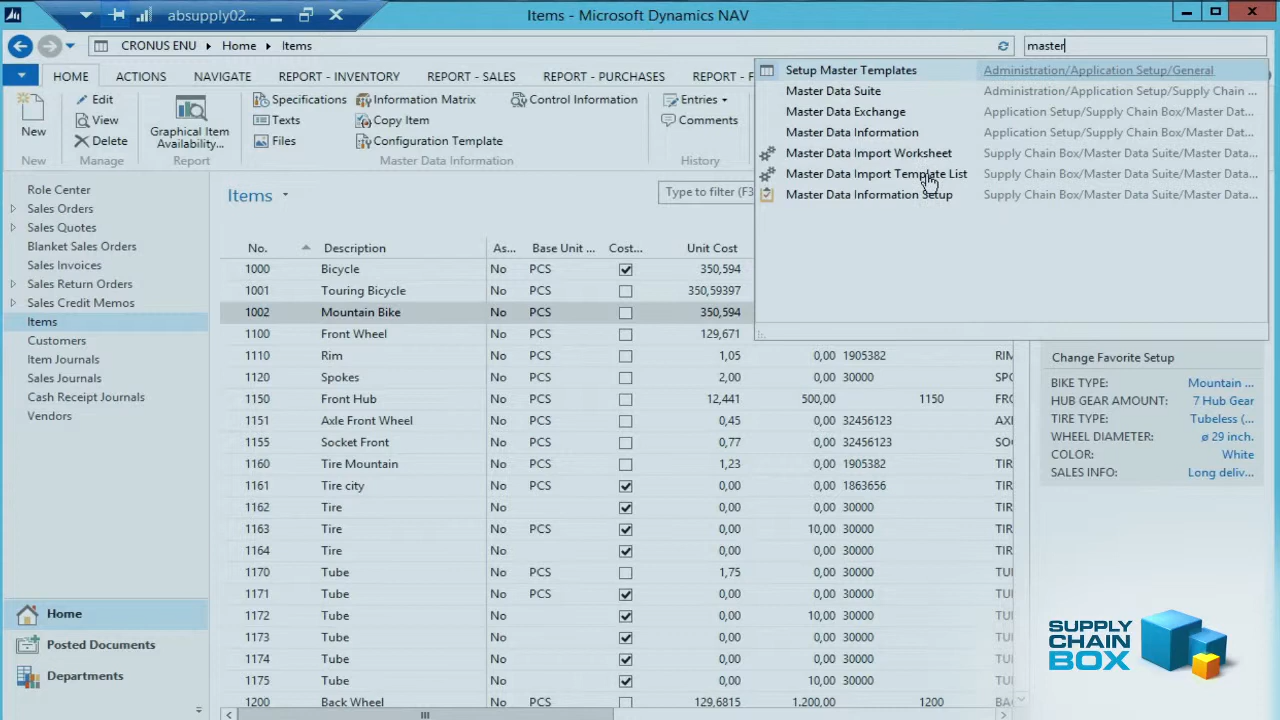 absupply02...
Items - Microsoft Dynamics NAV
CRONUS ENU
Home
Items
master
HOME
ACTIONS
NAVIGATE
REPORT - INVENTORY
REPORT - SALES
REPORT - F
New
Edit
View
Delete
Graphical Item Availability...
Specifications
Texts
Files
Information Matrix
Copy Item
Configuration Template
Control Information
Entries
Comments
New
Manage
Report
Master Data Information
History
Setup Master Templates Administration/Application Setup/General
Master Data Suite Administration/Application Setup/Supply Chain ...
Master Data Exchange Application Setup/Supply Chain Box/Master Dat...
Master Data Information Application Setup/Supply Chain Box/Master Dat...
Master Data Import Worksheet Supply Chain Box/Master Data Suite/Master Data...
Master Data Import Template List Supply Chain Box/Master Data Suite/Master Data...
Master Data Information Setup Supply Chain Box/Master Data Suite/Master Data...
Role Center
Sales Orders
Sales Quotes
Blanket Sales Orders
Sales Invoices
Sales Return Orders
Sales Credit Memos
Items
Customers
Item Journals
Sales Journals
Cash Receipt Journals
Vendors
Home
Posted Documents
Departments
Items
Type to filter (F3
No. Description As... Base Unit ... Cost... Unit Cost
1000 Bicycle No PCS 350,594
1001 Touring Bicycle No PCS 350,59397
1002 Mountain Bike No PCS 350,594
1100 Front Wheel No PCS 129,671
1110 Rim No PCS 1,05 0,00 1905382 RIM
1120 Spokes No PCS 2,00 0,00 30000 SPO
1150 Front Hub No PCS 12,441 500,00 1150 FRO
1151 Axle Front Wheel No PCS 0,45 0,00 32456123 AXL
1155 Socket Front No PCS 0,77 0,00 32456123 SOC
1160 Tire Mountain No PCS 1,23 0,00 1905382 TIR
1161 Tire city No PCS 0,00 0,00 1863656 TIR
1162 Tire No 0,00 0,00 30000 TIR
1163 Tire No PCS 0,00 10,00 30000 TIR
1164 Tire No 0,00 0,00 30000 TIR
1170 Tube No PCS 1,75 0,00 30000 TUI
1171 Tube No PCS 0,00 0,00 30000 TUI
1172 Tube No 0,00 10,00 30000 TUI
1173 Tube No 0,00 0,00 30000 TUI
1174 Tube No 0,00 0,00 30000 TUI
1175 Tube No 0,00 10,00 30000 TUI
1200 Back Wheel No PCS 129,6815 1.200,00 1200 BA
Change Favorite Setup
BIKE TYPE: Mountain ...
HUB GEAR AMOUNT: 7 Hub Gear
TIRE TYPE: Tubeless (...
WHEEL DIAMETER: ø 29 inch.
COLOR: White
SALES INFO: Long deliv...
SUPPLY
CHAIN
BOX